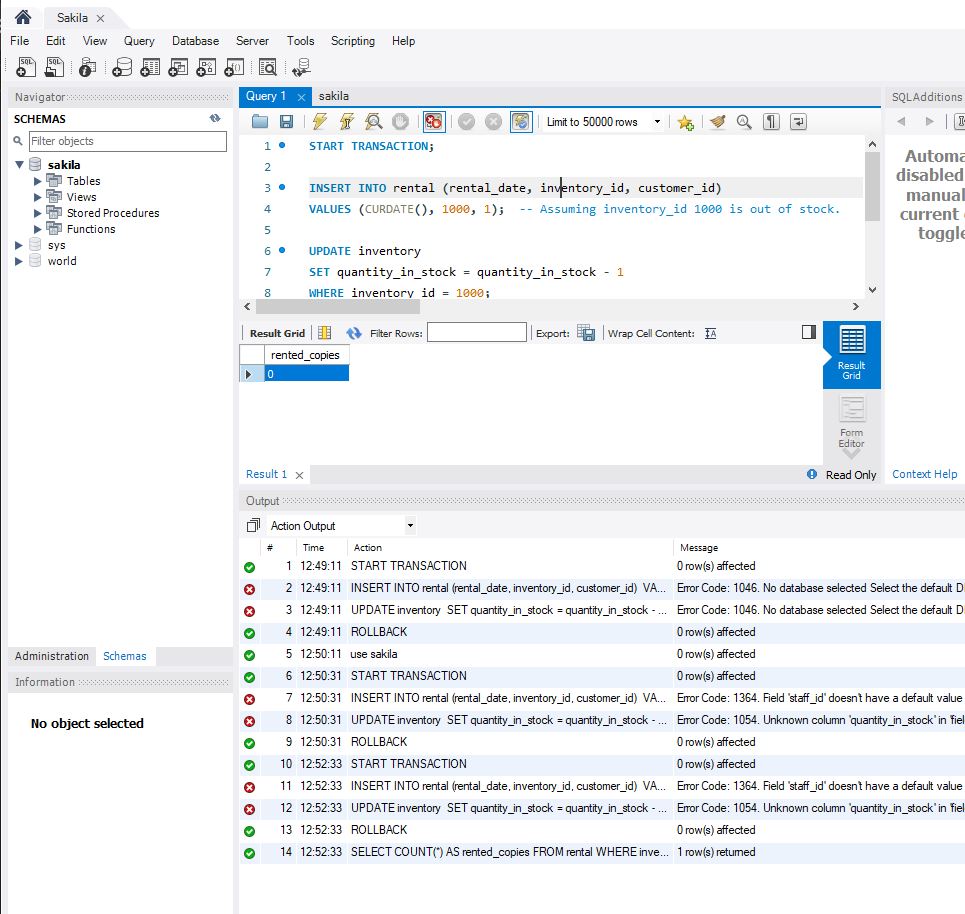 Sakila
File Edit View Query Database Server Tools Scripting Help
Navigator
SCHEMAS
Filter objects
sakila
Tables
Views
Stored Procedures
Functions
sys
world
Administration Schemas
Information
No object selected
Query 1 sakila
Limit to 50000 rows
1 START TRANSACTION;
2
3 INSERT INTO rental (rental_date, inventory_id, customer_id)
4 VALUES (CURDATE(), 1000, 1);  -- Assuming inventory_id 1000 is out of stock.
5
6 UPDATE inventory
7 SET quantity_in_stock = quantity_in_stock - 1
8 WHERE inventory_id = 1000;
Result Grid Filter Rows: Export: Wrap Cell Content:
rented_copies
0
Result Grid
Form Editor
Result 1 Read Only
SQLAdditions
Automa
disabled
manual
current
toggle
Context Help
Output
Action Output
# Time Action Message
1 12:49:11 START TRANSACTION 0 row(s) affected
2 12:49:11 INSERT INTO rental (rental_date, inventory_id, customer_id) VA... Error Code: 1046. No database selected Select the default D
3 12:49:11 UPDATE inventory SET quantity_in_stock = quantity_in_stock - ... Error Code: 1046. No database selected Select the default D
4 12:49:11 ROLLBACK 0 row(s) affected
5 12:50:11 use sakila 0 row(s) affected
6 12:50:31 START TRANSACTION 0 row(s) affected
7 12:50:31 INSERT INTO rental (rental_date, inventory_id, customer_id) VA... Error Code: 1364. Field 'staff_id' doesn't have a default value
8 12:50:31 UPDATE inventory SET quantity_in_stock = quantity_in_stock - ... Error Code: 1054. Unknown column 'quantity_in_stock' in 'fiel
9 12:50:31 ROLLBACK 0 row(s) affected
10 12:52:33 START TRANSACTION 0 row(s) affected
11 12:52:33 INSERT INTO rental (rental_date, inventory_id, customer_id) VA... Error Code: 1364. Field 'staff_id' doesn't have a default value
12 12:52:33 UPDATE inventory SET quantity_in_stock = quantity_in_stock - ... Error Code: 1054. Unknown column 'quantity_in_stock' in 'fiel
13 12:52:33 ROLLBACK 0 row(s) affected
14 12:52:33 SELECT COUNT(*) AS rented_copies FROM rental WHERE inve... 1 row(s) returned